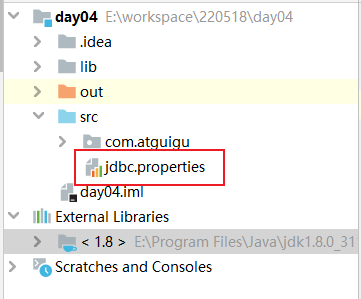 day04 E:\workspace\220518\day04
.idea
lib
out
src
com.atguigu
jdbc.properties
day04.iml
External Libraries
< 1.8 > E:\Program Files\Java\jdk1.8.0_31
Scratches and Consoles